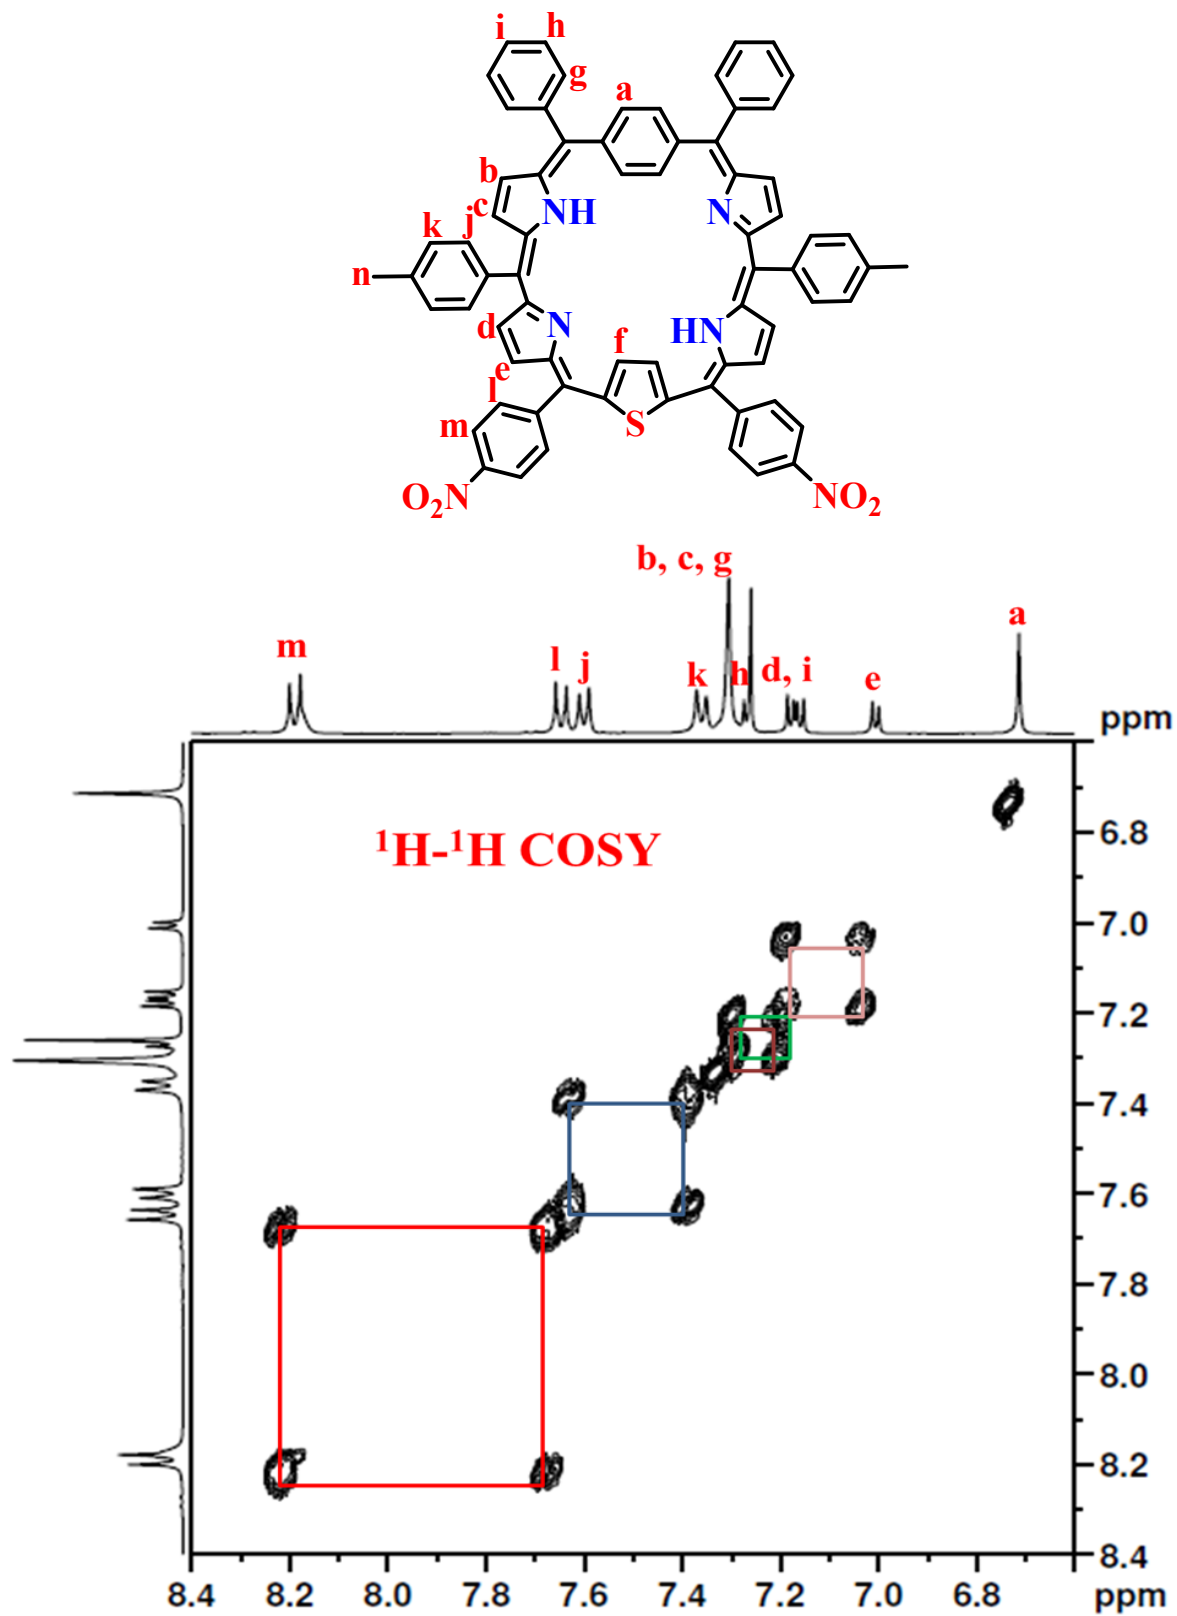 i h
g
a
b
c
NH
N
k j
n
d
N
HN
f
e
l
m
S
O₂N
NO₂
b, c, g
m
l j
k
h
d, i
e
a
ppm
¹H-¹H COSY
6.8
7.0
7.2
7.4
7.6
7.8
8.0
8.2
8.4
8.4 8.2 8.0 7.8 7.6 7.4 7.2 7.0 6.8 ppm